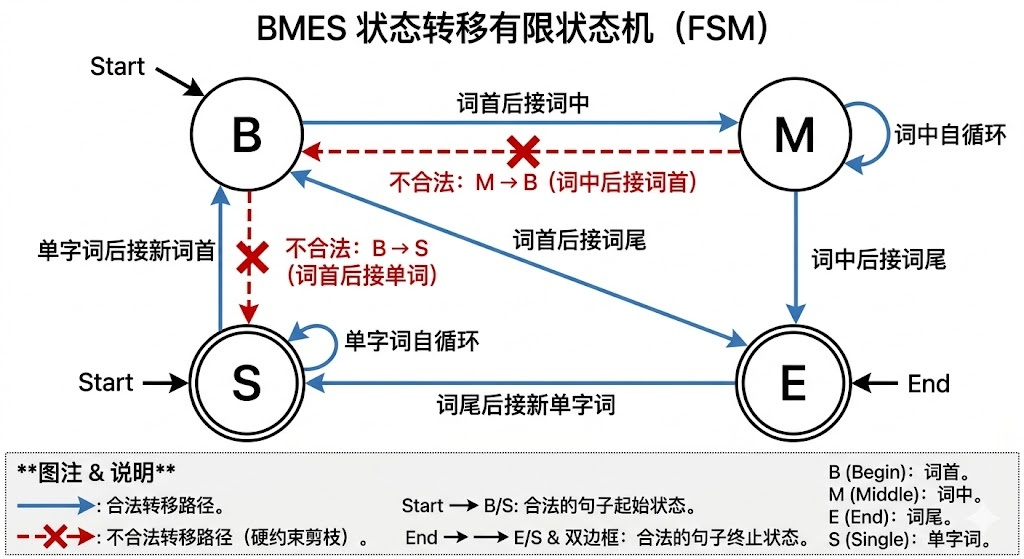 BMES 状态转移有限状态机（FSM）
Start
B
词首后接词中
M
词中自循环
不合法：M → B（词中后接词首）
单字词后接新词首
不合法：B → S
（词首后接单词）
词首后接词尾
词中后接词尾
Start
S
单字词自循环
词尾后接新单字词
E
End
**图注 & 说明**
: 合法转移路径。
: 不合法转移路径（硬约束剪枝）.
Start → B/S: 合法的句子起始状态。
End → → E/S & 双边框：合法的句子终止状态。
B (Begin)：词首。
M (Middle)：词中。
E (End)：词尾。
S (Single)：单字词。